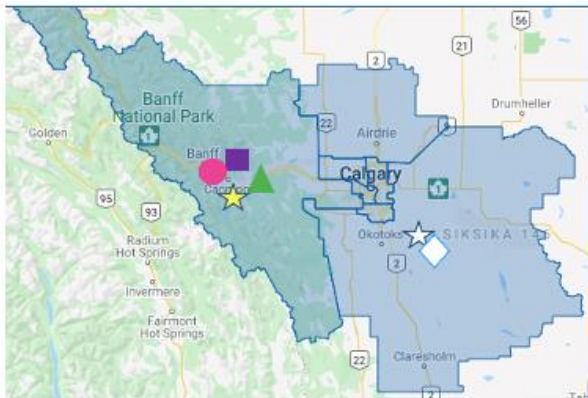 56
2
21
Drumheller
Banff
National Park
Airdrie
22
1
Golden
Banff
Calgary
1
95
93
Okotoks
SIKSIKA 146
Radium
Hot Springs
2
Invermere
Fairmont
Hot Springs
22
Claresholm
2